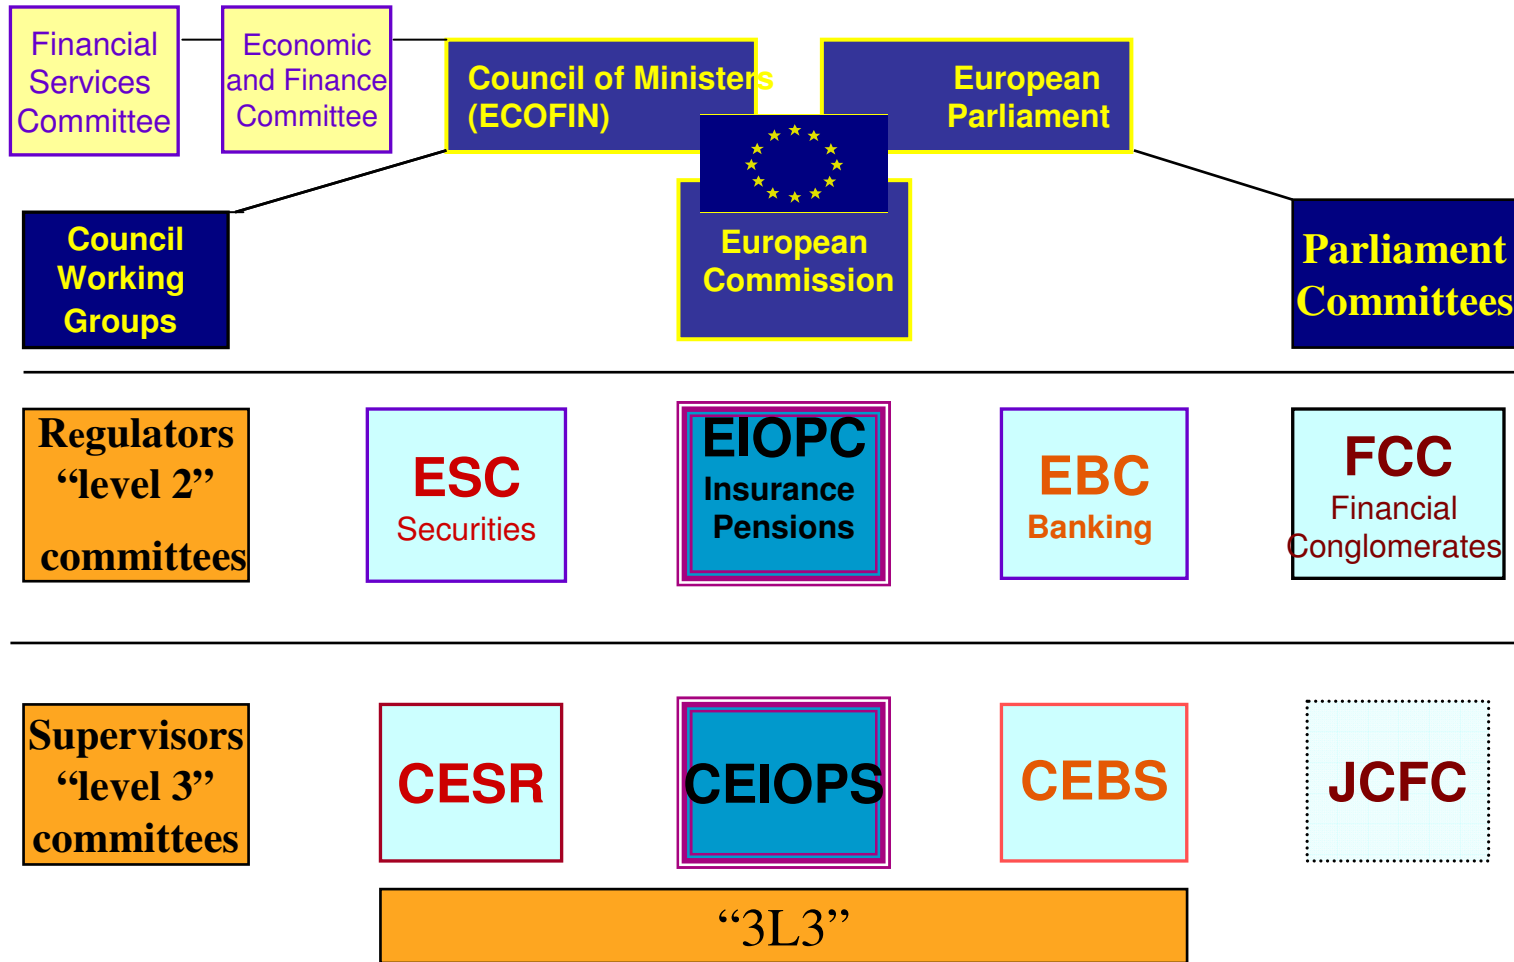 Financial
Services
Committee
Economic
and Finance
Committee
Council of Ministers
(ECOFIN)
European
Parliament
European
Commission
Council
Working
Groups
Parliament
Committees
Regulators
“level 2”
committees
ESC
Securities
EIOPC
Insurance
Pensions
EBC
Banking
FCC
Financial
Conglomerates
Supervisors
“level 3”
committees
CESR
CEIOPS
CEBS
JCFC
“3L3”